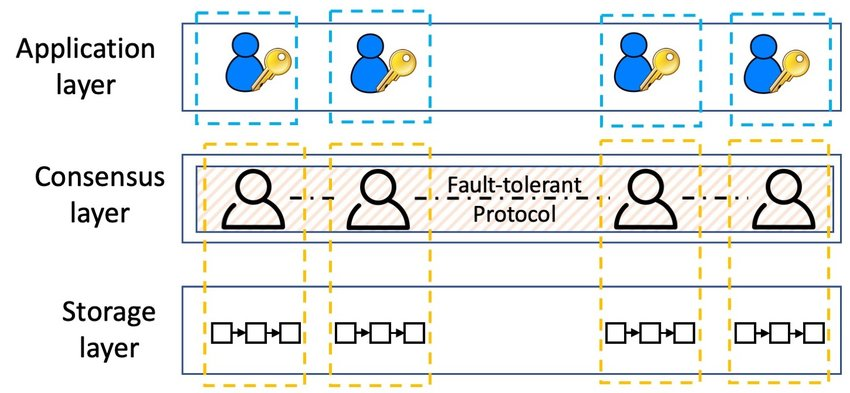 Application
layer
Consensus
layer
Fault-tolerant
Protocol
Storage
layer